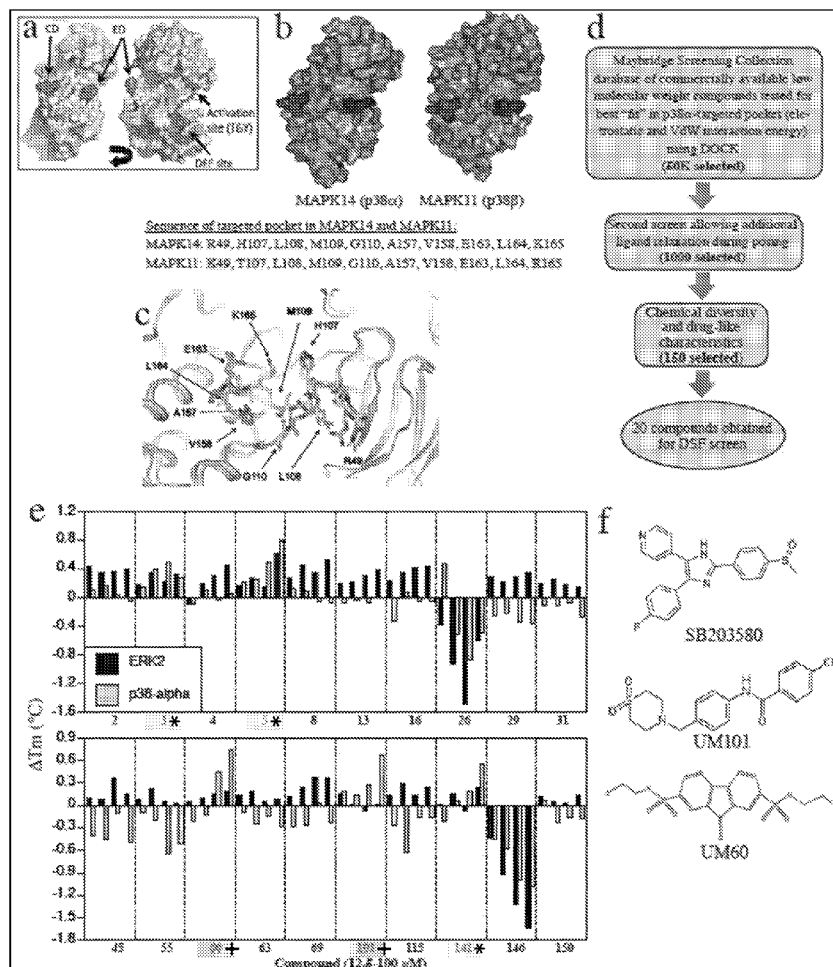 a
CD
ED
Activation
site (TGY)
DEF site
b
MAPK14 (p38α)
MAPK11 (p38β)
Sequence of targeted pocket in MAPK14 and MAPK11:
MAPK14: R49, H107, L108, M109, G110, A157, V158, E163, L164, K165
MAPK11: K49, T107, L108, M109, G110, A157, V158, E163, L164, R165
c
K165
M109
H107
E163
L164
A157
V158
G110
L108
R49
d
Maybridge Screening Collection
database of commercially available low
molecular weight compounds tested for
best "fit" in p38α-targeted pocket (ele-
trostatic and VdW interaction energy)
using DOCK
(50K selected)
Second screen allowing additional
ligand relaxation during posing
(1000 selected)
Chemical diversity
and drug-like
characteristics
(150 selected)
20 compounds obtained
for DSF screen
e
1.2
0.8
0.4
0
-0.4
-0.8
-1.2
-1.6
ERK2
p38-alpha
2 3* 4 5* 8 13 16 26 29 31
ΔTm (°C)
0.9
0.6
0.3
0.0
-0.3
-0.6
-0.9
-1.2
-1.5
-1.8
45 55 + 63 69 + 115 * 146 150
Compound (12.5-100 µM)
f
N
H
N
N
S
O
F
SB203580
O
O
S
N
H
N
O
Cl
UM101
UM60